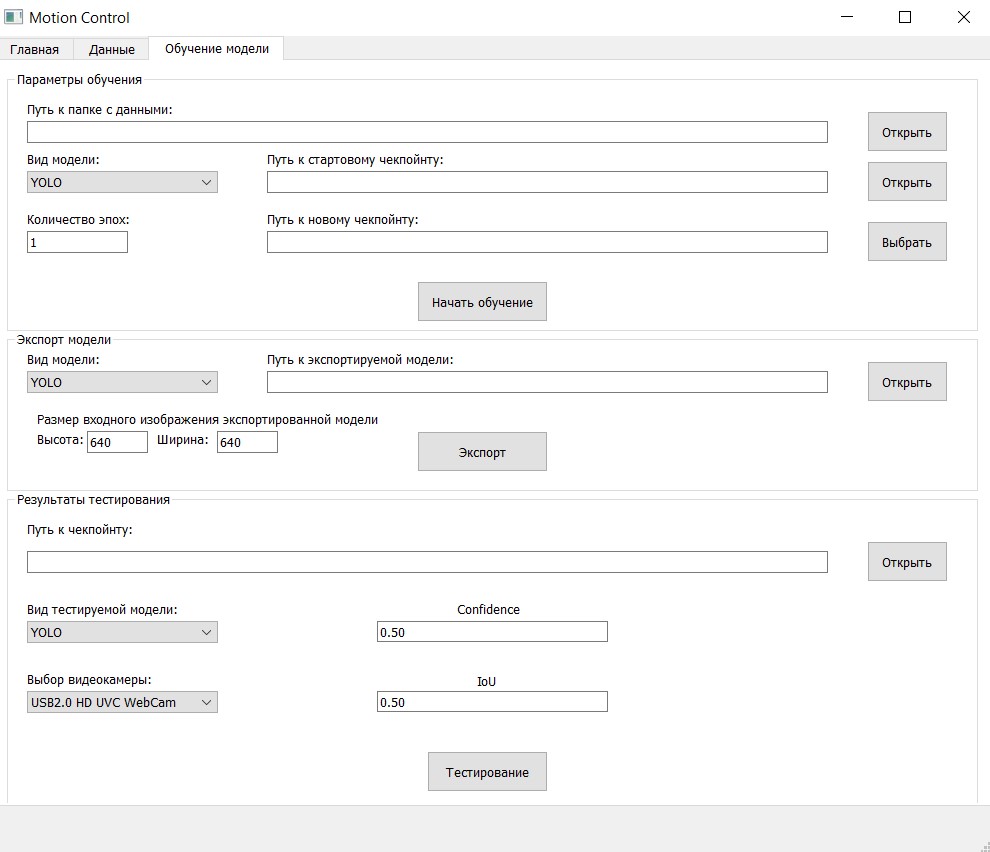 Motion Control
Главная Данные Обучение модели
Параметры обучения
Путь к папке с данными:
Открыть
Вид модели: Путь к стартовому чекпойнту:
YOLO Открыть
Количество эпох: Путь к новому чекпойнту:
1 Выбрать
Начать обучение
Экспорт модели
Вид модели: Путь к экспортируемой модели:
YOLO Открыть
Размер входного изображения экспортированной модели
Высота: 640 Ширина: 640
Экспорт
Результаты тестирования
Путь к чекпойнту:
Открыть
Вид тестируемой модели: Confidence
YOLO 0.50
Выбор видеокамеры: IoU
USB2.0 HD UVC WebCam 0.50
Тестирование